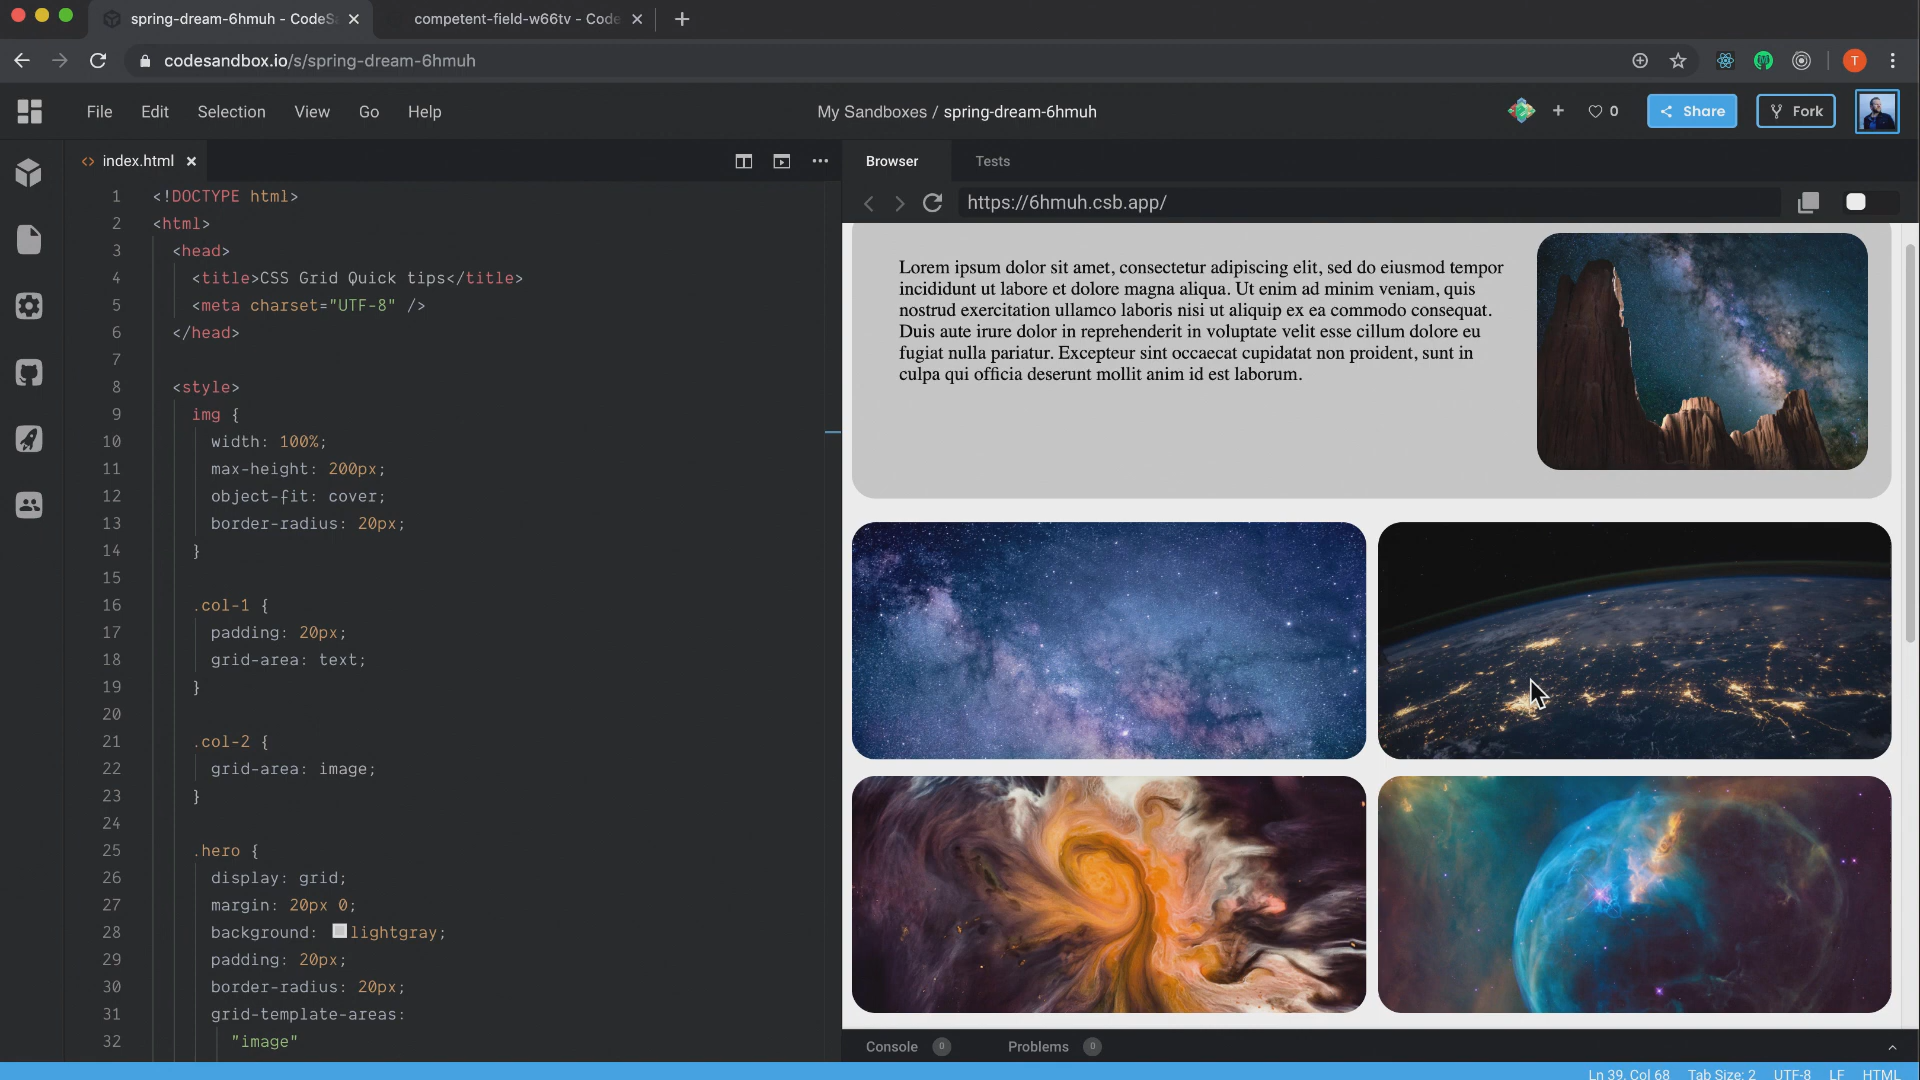 spring-dream-6hmuh - CodeS
competent-field-w66tv - Code
codesandbox.io/s/spring-dream-6hmuh
T
File Edit Selection View Go Help
My Sandboxes / spring-dream-6hmuh
0 Share Fork
index.html
Browser Tests
https://6hmuh.csb.app/
1 <!DOCTYPE html>
2 <html>
3 <head>
4 <title>CSS Grid Quick tips</title>
5 <meta charset="UTF-8" />
6 </head>
7
8 <style>
9 img {
10 width: 100%;
11 max-height: 200px;
12 object-fit: cover;
13 border-radius: 20px;
14 }
15
16 .col-1 {
17 padding: 20px;
18 grid-area: text;
19 }
20
21 .col-2 {
22 grid-area: image;
23 }
24
25 .hero {
26 display: grid;
27 margin: 20px 0;
28 background: lightgray;
29 padding: 20px;
30 border-radius: 20px;
31 grid-template-areas:
32 "image"
Lorem ipsum dolor sit amet, consectetur adipiscing elit, sed do eiusmod tempor
incididunt ut labore et dolore magna aliqua. Ut enim ad minim veniam, quis
nostrud exercitation ullamco laboris nisi ut aliquip ex ea commodo consequat.
Duis aute irure dolor in reprehenderit in voluptate velit esse cillum dolore eu
fugiat nulla pariatur. Excepteur sint occaecat cupidatat non proident, sunt in
culpa qui officia deserunt mollit anim id est laborum.
Console 0 Problems 0
Ln 39, Col 68 Tab Size: 2 UTF-8 LF HTML